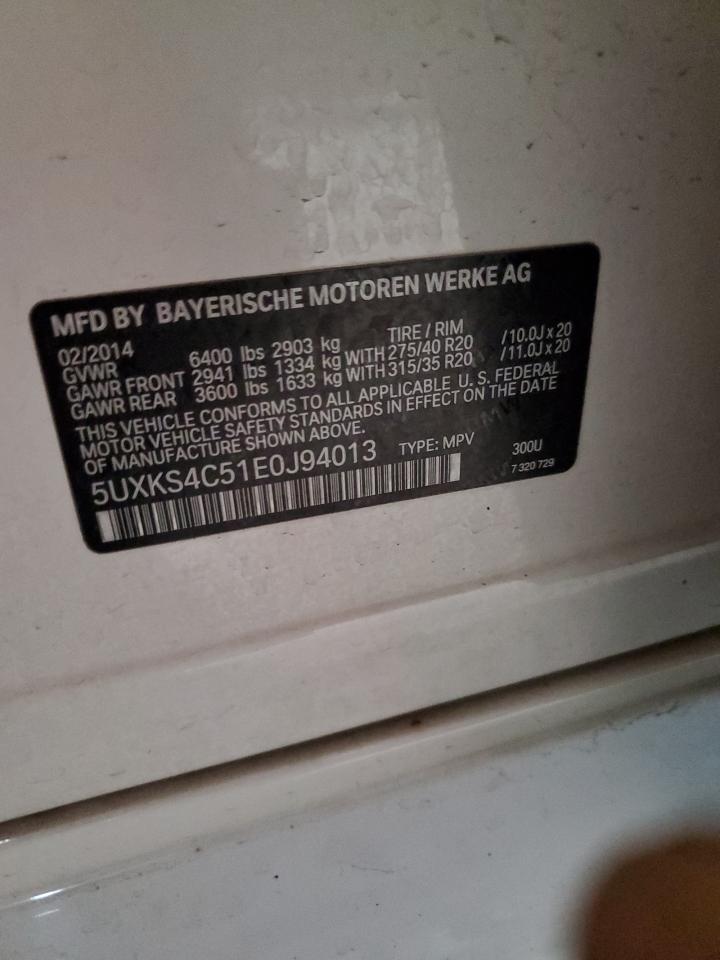 MFD BY BAYERISCHE MOTOREN WERKE AG
02/2014 TIRE / RIM
GVWR 6400 lbs 2903 kg
GAWR FRONT 2941 lbs 1334 kg WITH 275/40 R20 /10.0J x 20
GAWR REAR 3600 lbs 1633 kg WITH 315/35 R20 /11.0J x 20
THIS VEHICLE CONFORMS TO ALL APPLICABLE U. S. FEDERAL
MOTOR VEHICLE SAFETY STANDARDS IN EFFECT ON THE DATE
OF MANUFACTURE SHOWN ABOVE.
5UXKS4C51E0J94013 TYPE: MPV 300U
7 320 729